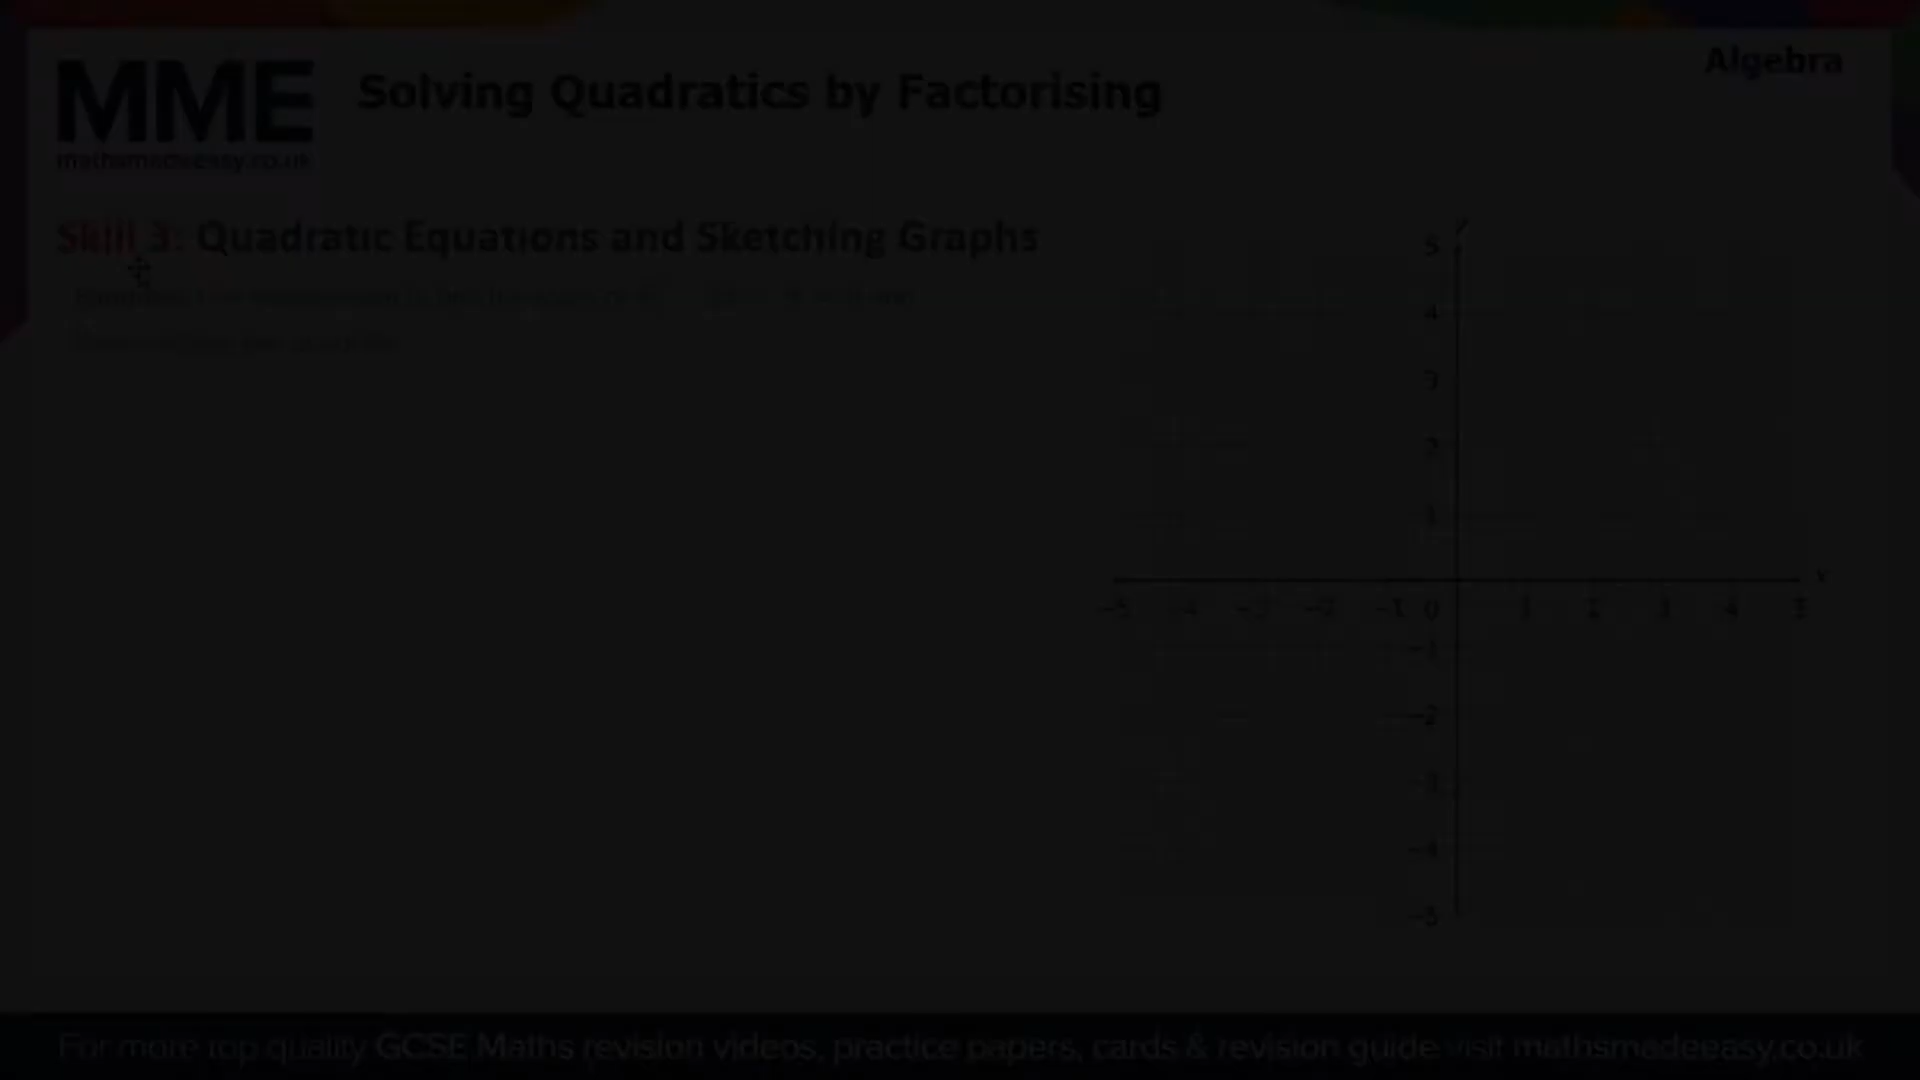 Algebra
MME
Solving Quadratics by Factorising
mathsmadeeasy.co.uk
Skill 3: Quadratic Equations and Sketching Graphs
y
5
4
3
2
1
x
-5 -4 -3 -2 -1 0 1 2 3 4 5
-1
-2
-3
-4
-5
For more top quality GCSE Maths revision videos, practice papers, cards & revision guide visit mathsmadeeasy.co.uk